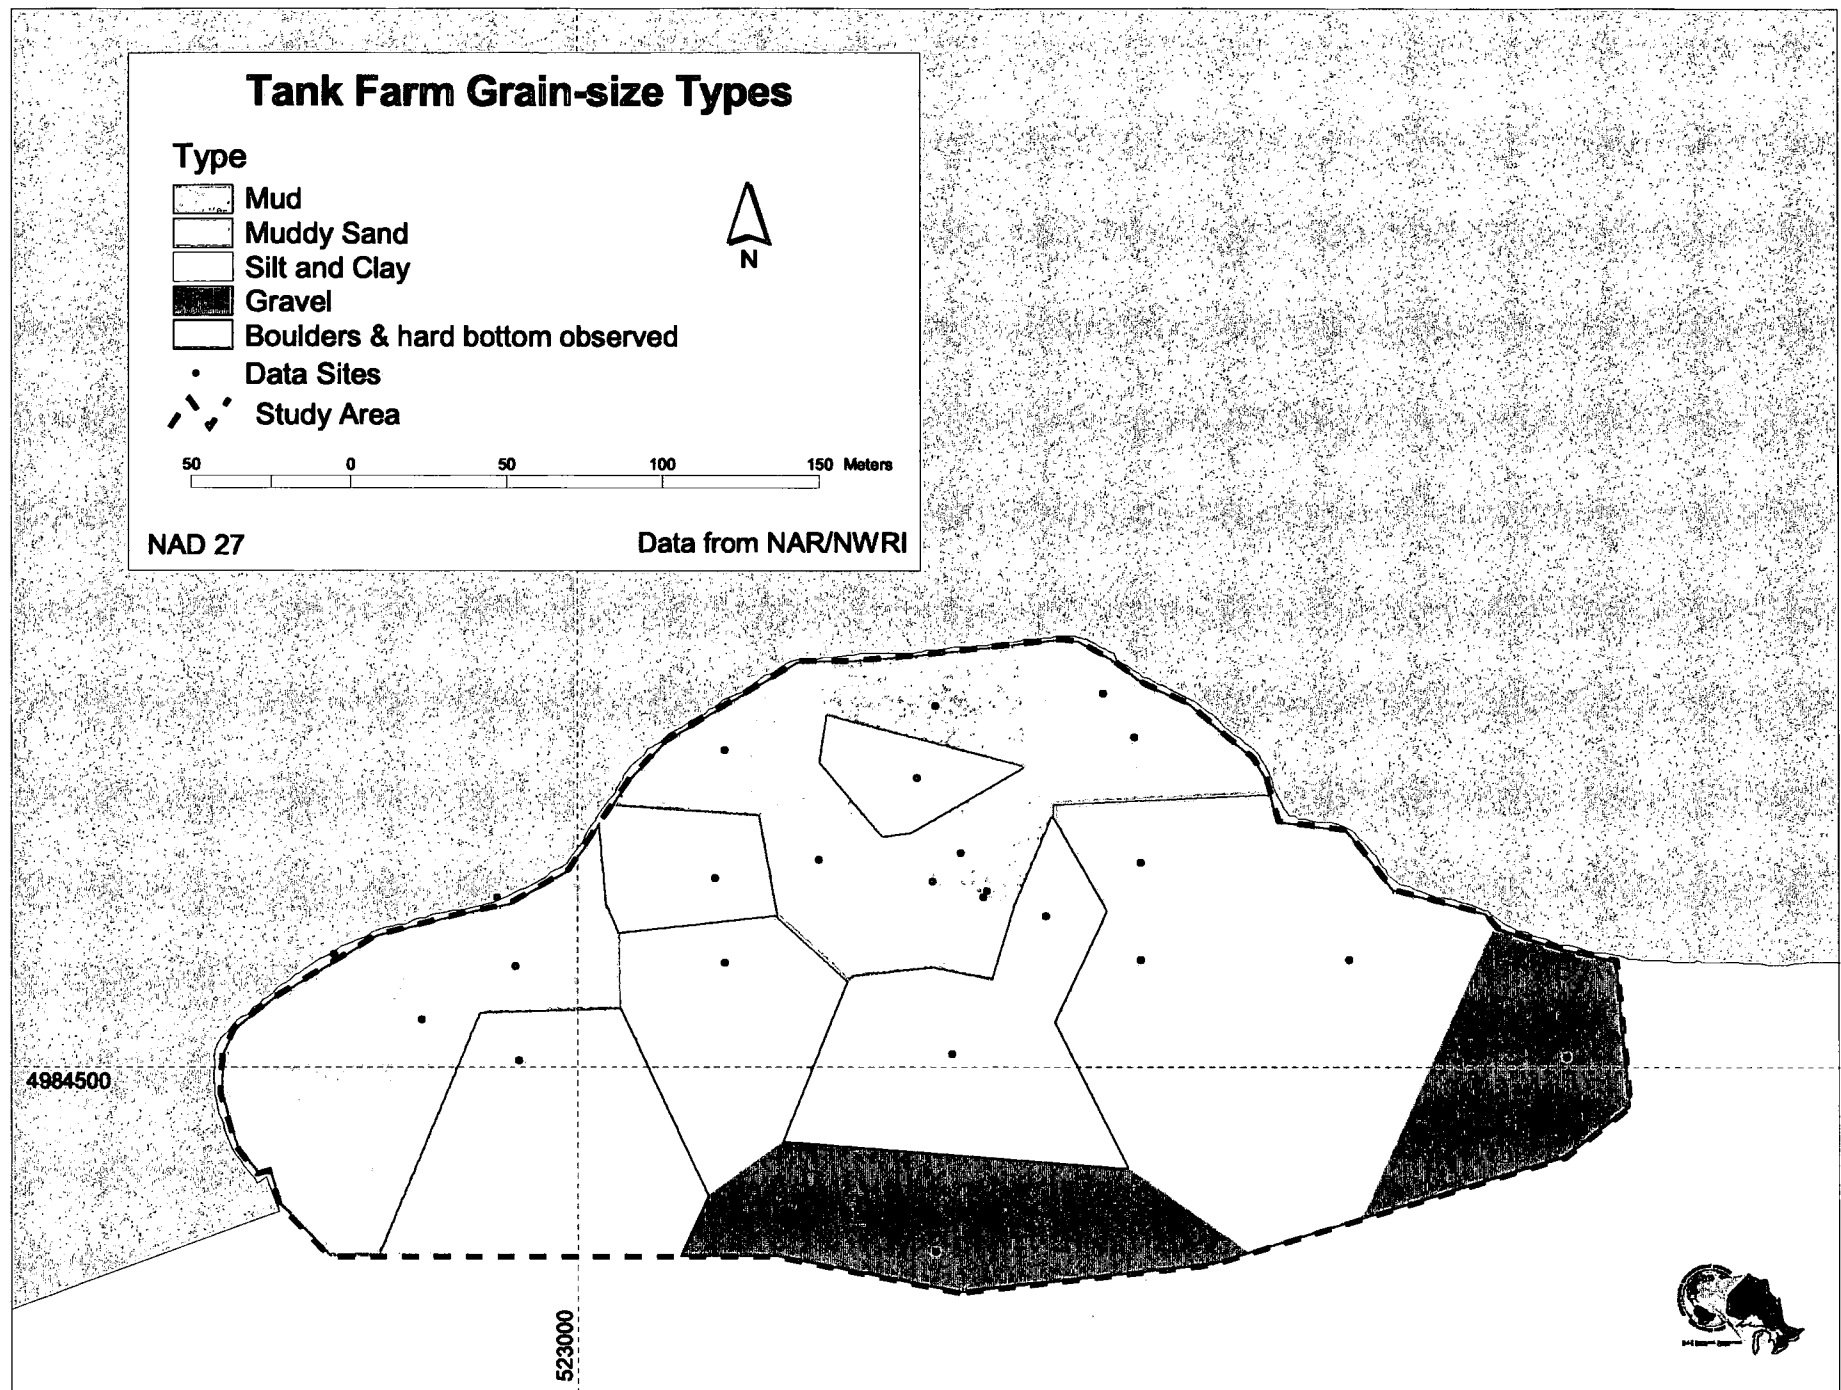 Tank Farm Grain-size Types
Type
Mud
Muddy Sand
Silt and Clay
Gravel
Boulders & hard bottom observed
Data Sites
Study Area
N
50 0 50 100 150 Meters
NAD 27 Data from NAR/NWRI
4984500
523000